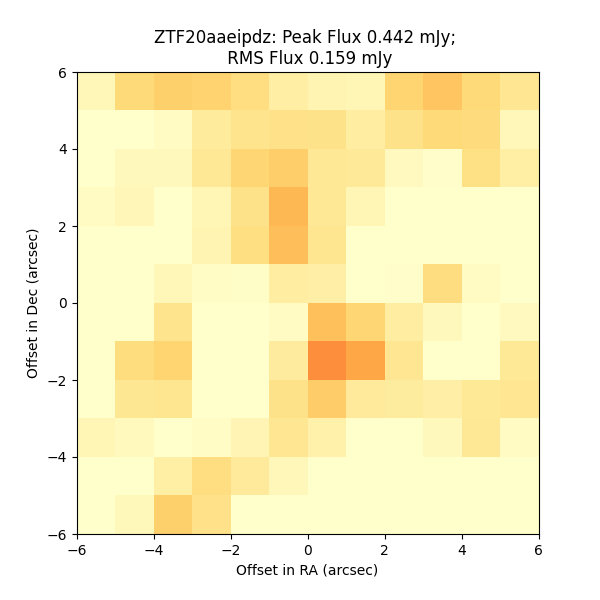 ZTF20aaeipdz: Peak Flux 0.442 mJy;
RMS Flux 0.159 mJy
6
4
2
0
−2
−4
−6
Offset in Dec (arcsec)
−6 −4 −2 0 2 4 6
Offset in RA (arcsec)